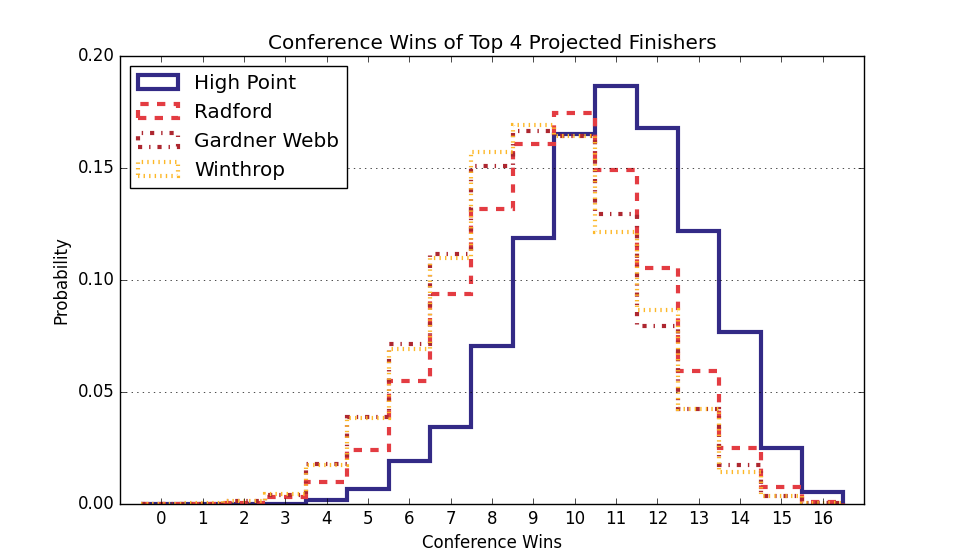 Conference Wins of Top 4 Projected Finishers
High Point
Radford
Gardner Webb
Winthrop
0.20
0.15
0.10
0.05
0.00
Probability
0 1 2 3 4 5 6 7 8 9 10 11 12 13 14 15 16
Conference Wins